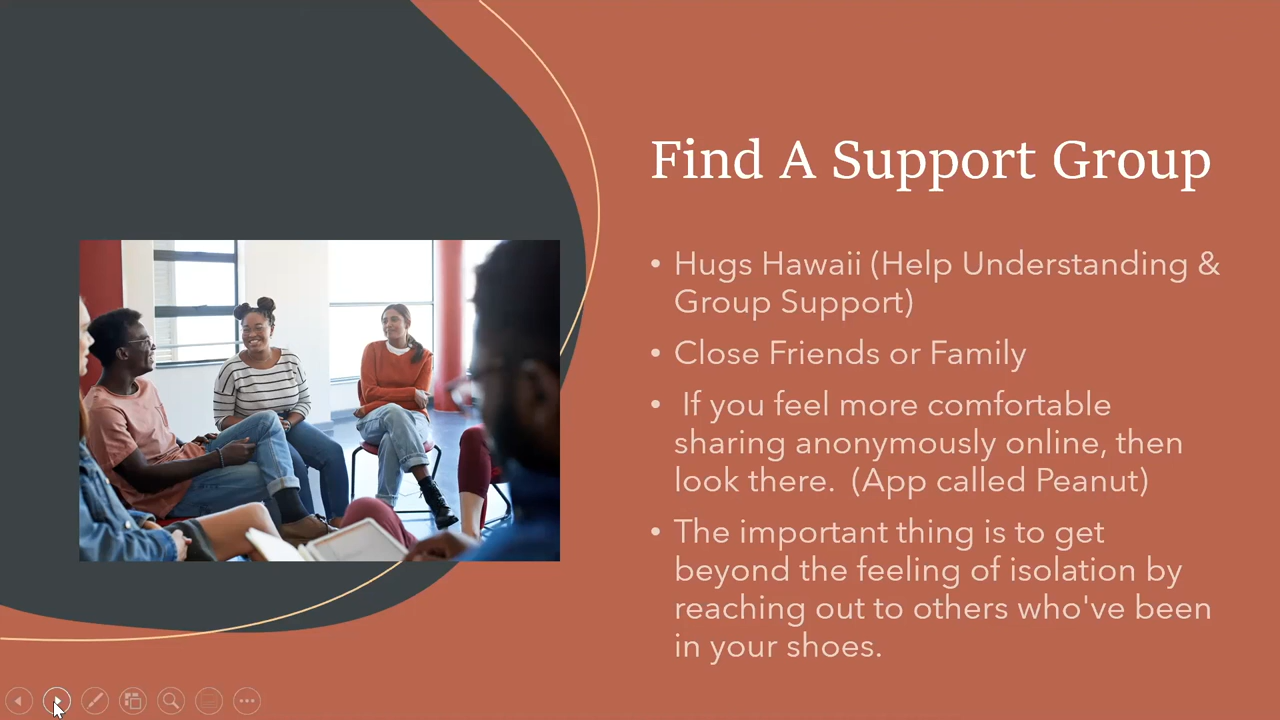 Find A Support Group
• Hugs Hawaii (Help Understanding &
Group Support)
• Close Friends or Family
• If you feel more comfortable
sharing anonymously online, then
look there.  (App called Peanut)
• The important thing is to get
beyond the feeling of isolation by
reaching out to others who've been
in your shoes.